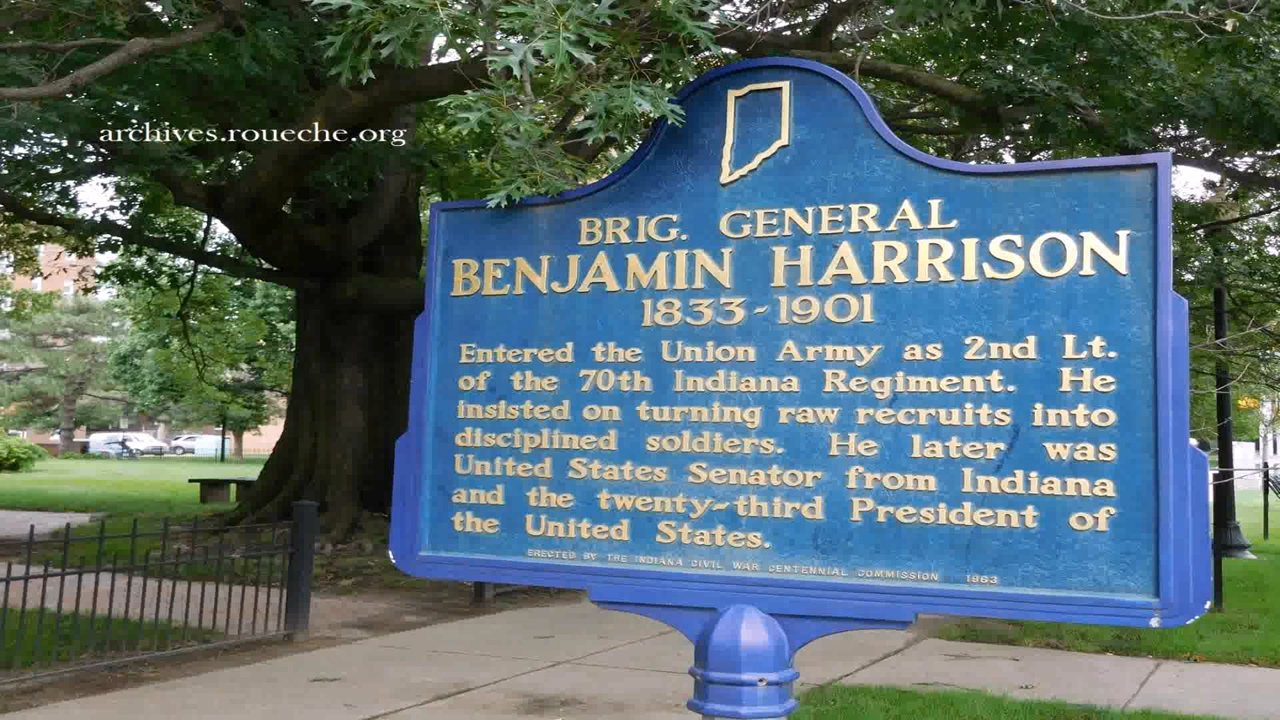 archives.roueche.org
BRIG. GENERAL
BENJAMIN HARRISON
1833-1901
Entered the Union Army as 2nd Lt.
of the 70th Indiana Regiment. He
insisted on turning raw recruits into
disciplined soldiers. He later was
United States Senator from Indiana
and the twenty-third President of
the United States.
ERECTED BY THE INDIANA CIVIL WAR CENTENNIAL COMMISSION 1963